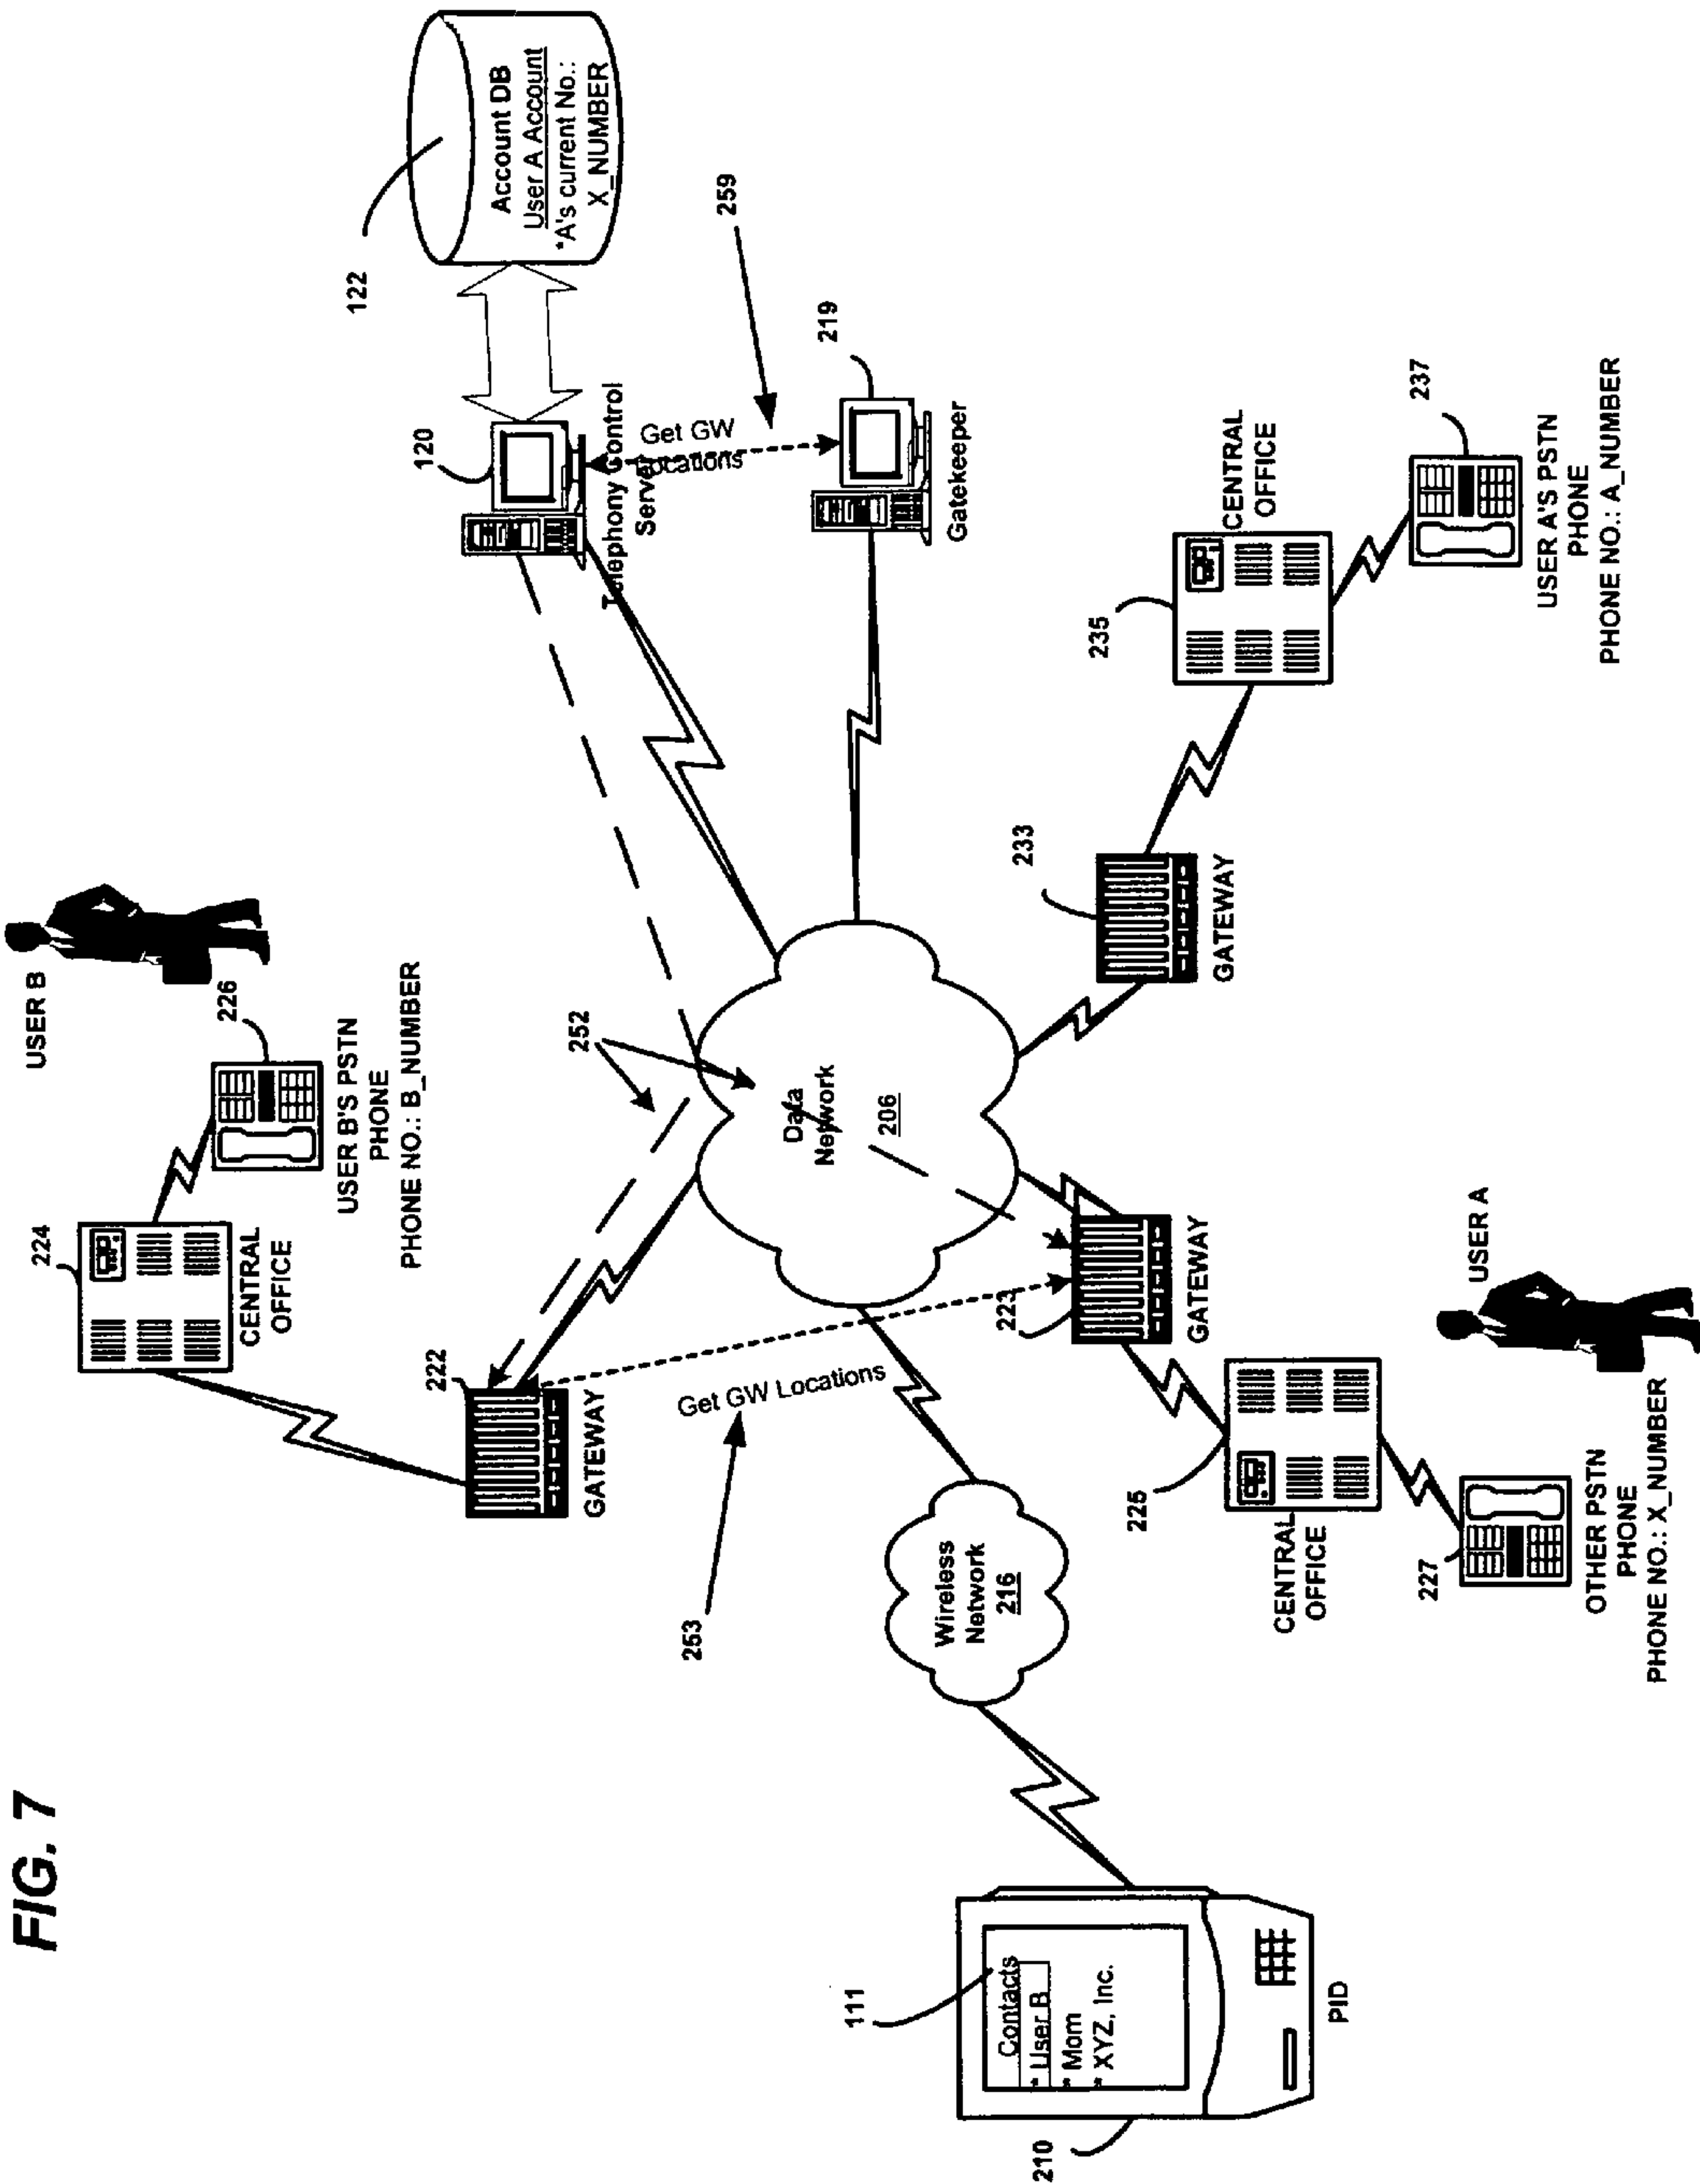 FIG. 7
USER B
226
USER B'S PSTN
PHONE
PHONE NO.: B_NUMBER
224
CENTRAL
OFFICE
222
GATEWAY
252
Get GW Locations
253
122
Account DB
User A Account
*A's current No.:
X_NUMBER
120
Telephony Control
Server
Get GW
Locations
259
219
Gatekeeper
Data
Network
206
233
GATEWAY
235
CENTRAL
OFFICE
237
USER A'S PSTN
PHONE
PHONE NO.: A_NUMBER
223
GATEWAY
USER A
225
CENTRAL
OFFICE
227
OTHER PSTN
PHONE
PHONE NO.: X_NUMBER
Wireless
Network
216
111
Contacts
* User B
* Mom
* XYZ, Inc.
210
PID